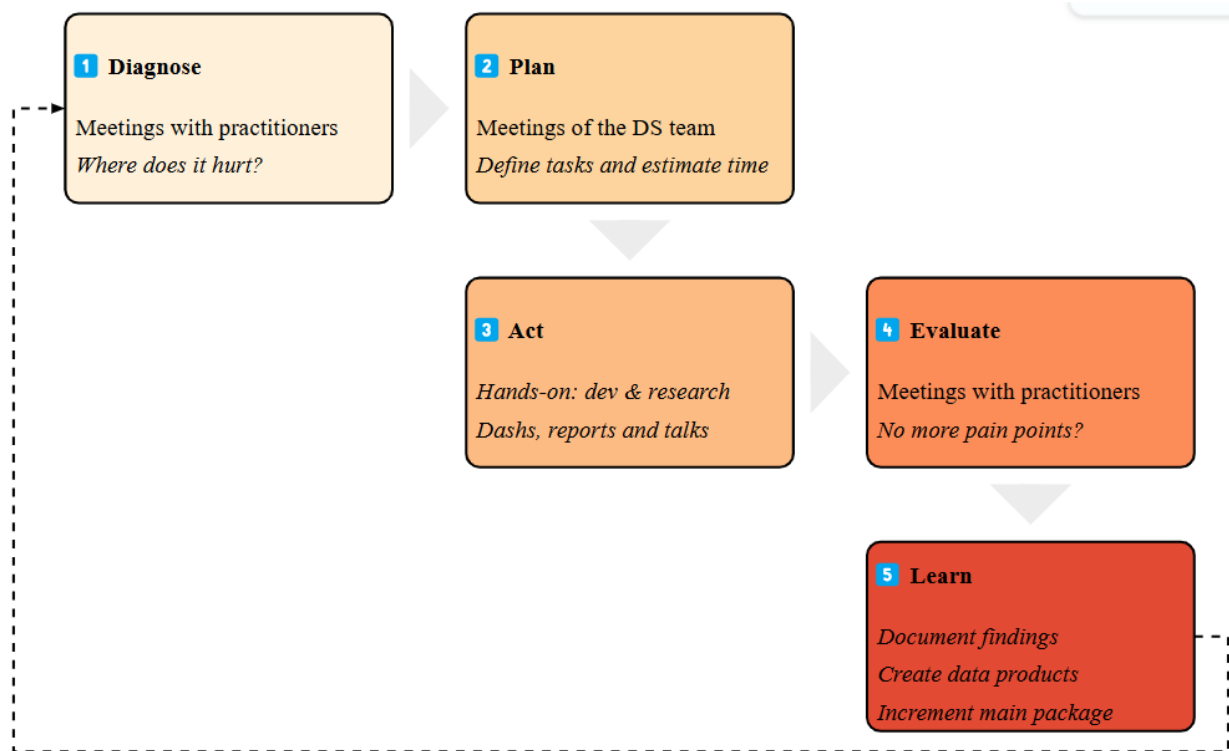 1 Diagnose
Meetings with practitioners
Where does it hurt?
2 Plan
Meetings of the DS team
Define tasks and estimate time
3 Act
Hands-on: dev & research
Dashs, reports and talks
4 Evaluate
Meetings with practitioners
No more pain points?
5 Learn
Document findings
Create data products
Increment main package